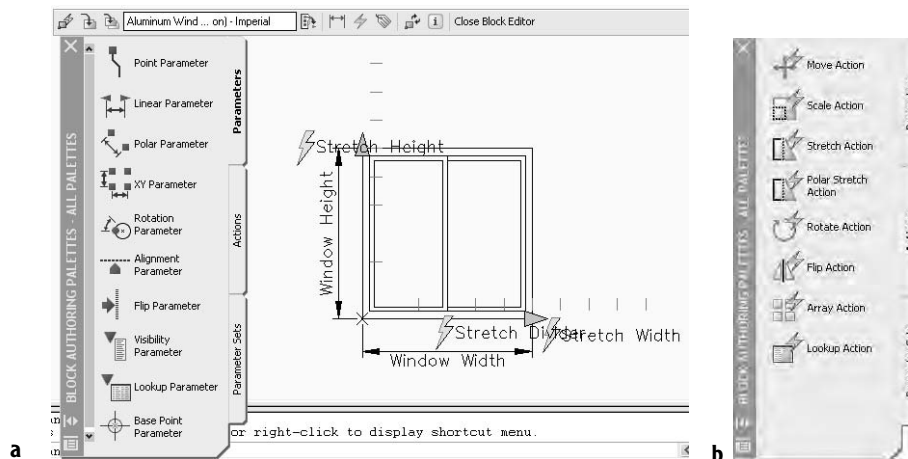 Aluminum Wind ... on) - Imperial
Close Block Editor
BLOCK AUTHORING PALETTES - ALL PALETTES
Point Parameter
Linear Parameter
Polar Parameter
XY Parameter
Rotation
Parameter
Alignment
Parameter
Flip Parameter
Visibility
Parameter
Lookup Parameter
Base Point
Parameter
Parameters
Actions
Parameter Sets
Stretch Height
Window Height
Stretch Divider
Stretch Width
Window Width
or right-click to display shortcut menu.
a
BLOCK AUTHORING PALETTES - ALL PALETTES
Move Action
Scale Action
Stretch Action
Polar Stretch
Action
Rotate Action
Flip Action
Array Action
Lookup Action
b